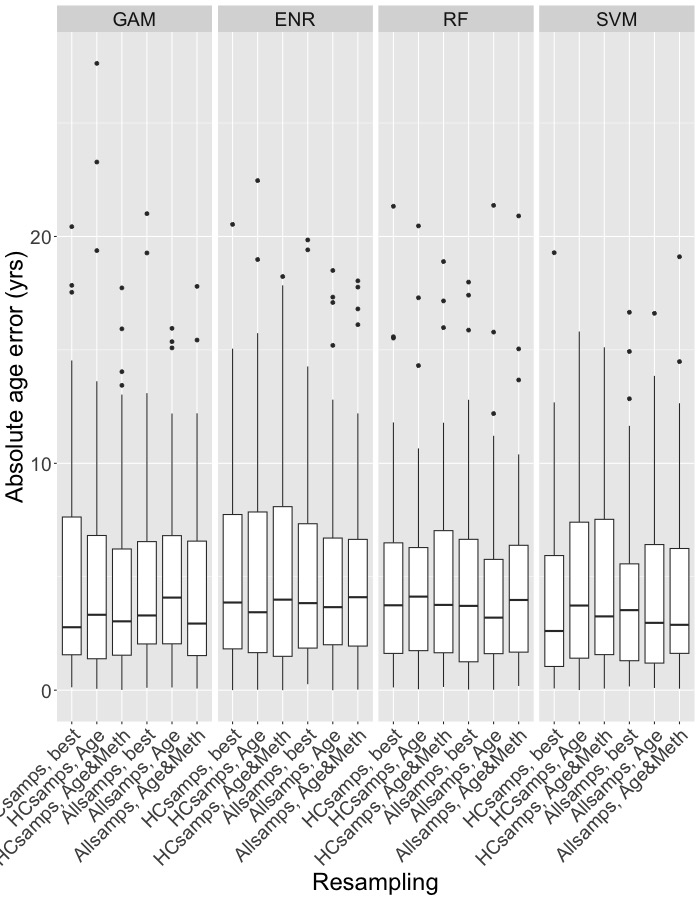 GAM ENR RF SVM
20
10
0
Absolute age error (yrs)
HCsamps, Age
HCsamps, Age&Meth
Allsamps, best
Allsamps, Age
Allsamps, Age&Meth
HCsamps, best
HCsamps, Age
HCsamps, Age&Meth
Allsamps, best
Allsamps, Age
Allsamps, Age&Meth
HCsamps, best
HCsamps, Age
HCsamps, Age&Meth
Allsamps, best
Allsamps, Age
Allsamps, Age&Meth
HCsamps, best
HCsamps, Age
HCsamps, Age&Meth
Allsamps, best
Allsamps, Age
Allsamps, Age&Meth
Resampling